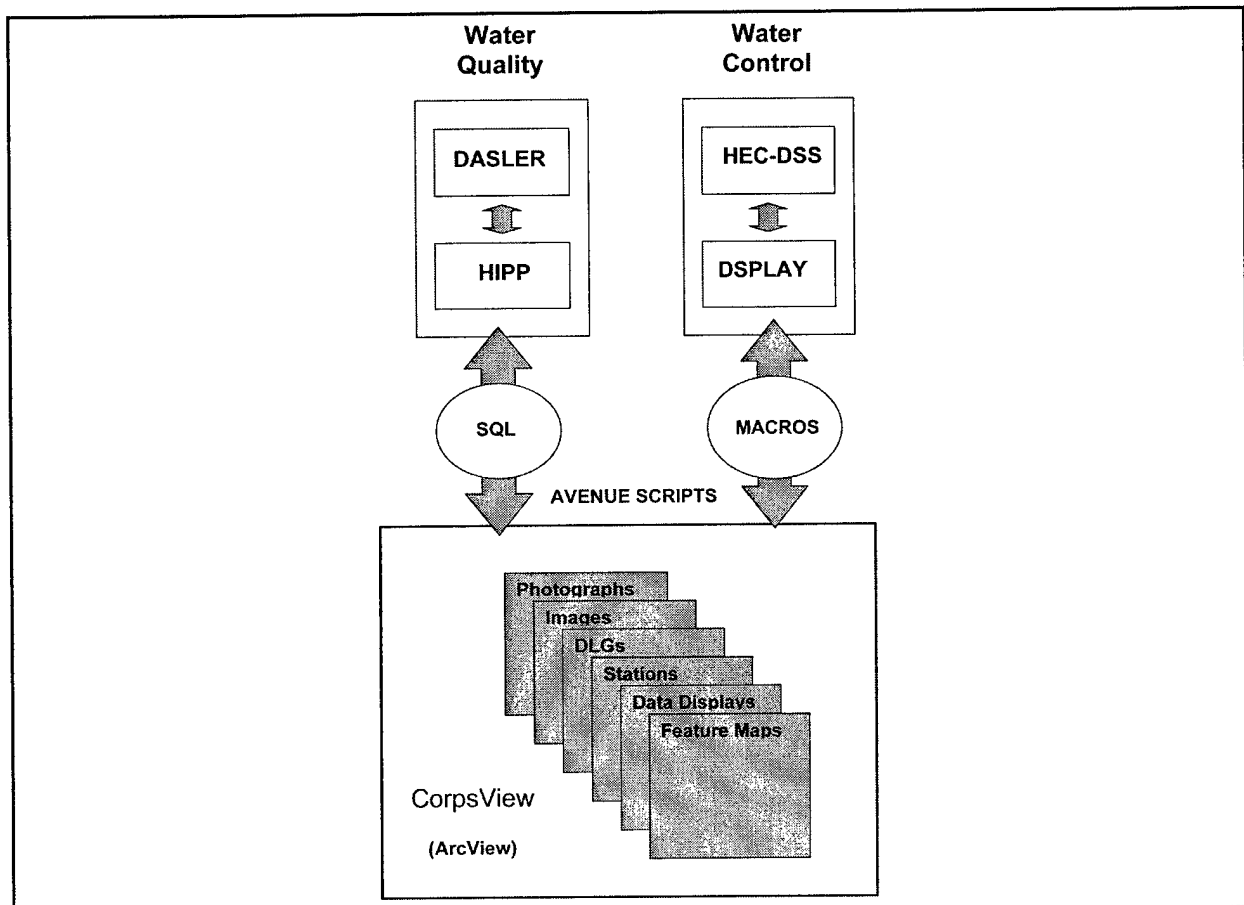 Water
Quality
Water
Control
DASLER
HIPP
HEC-DSS
DSPLAY
SQL
MACROS
AVENUE SCRIPTS
Photographs
Images
DLGs
Stations
Data Displays
Feature Maps
CorpsView
(ArcView)